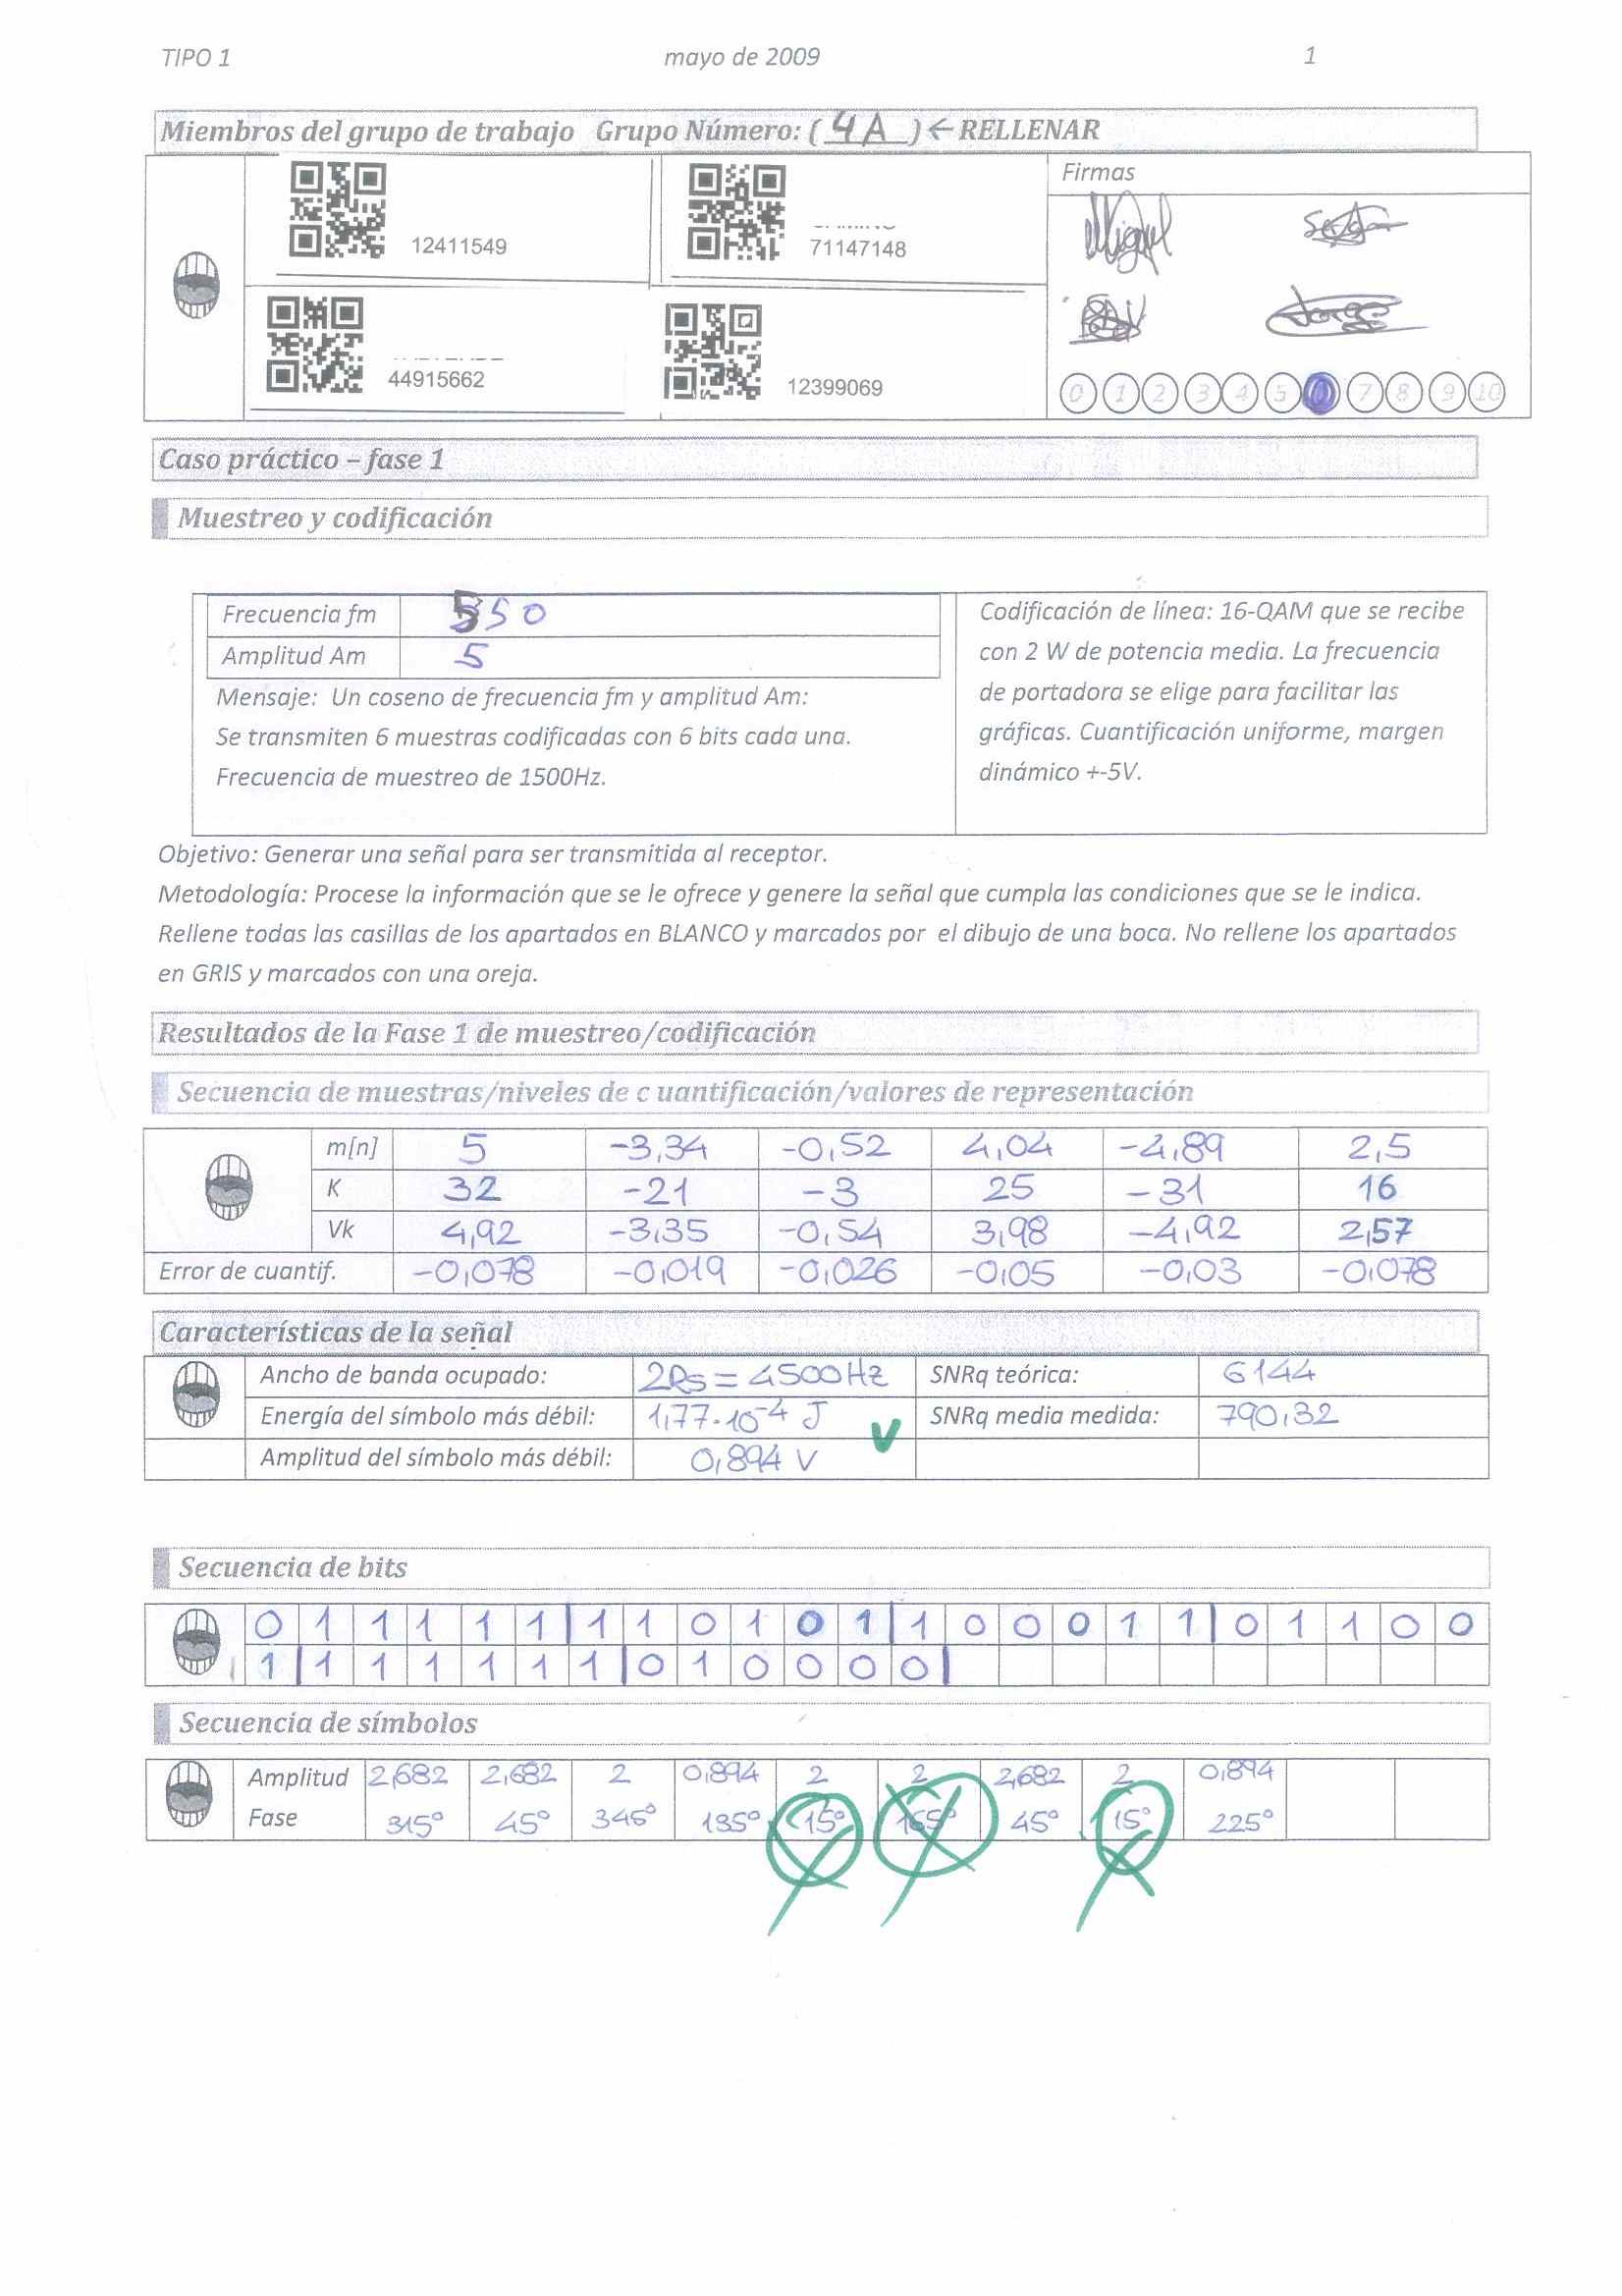 TIPO 1 mayo de 2009 1
Miembros del grupo de trabajo Grupo Número: ( 4A ) ← RELLENAR
Firmas
12411549
71147148
Miguel
44915662
12399069
Jorge
0 1 2 3 4 5 6 7 8 9 10
Caso práctico – fase 1
Muestreo y codificación
Frecuencia fm 550
Amplitud Am 5
Mensaje: Un coseno de frecuencia fm y amplitud Am:
Se transmiten 6 muestras codificadas con 6 bits cada una.
Frecuencia de muestreo de 1500Hz.
Codificación de línea: 16-QAM que se recibe
con 2 W de potencia media. La frecuencia
de portadora se elige para facilitar las
gráficas. Cuantificación uniforme, margen
dinámico +-5V.
Objetivo: Generar una señal para ser transmitida al receptor.
Metodología: Procese la información que se le ofrece y genere la señal que cumpla las condiciones que se le indica.
Rellene todas las casillas de los apartados en BLANCO y marcados por el dibujo de una boca. No rellene los apartados
en GRIS y marcados con una oreja.
Resultados de la Fase 1 de muestreo/codificación
Secuencia de muestras/niveles de c uantificación/valores de representación
m[n] 5 -3,34 -0,52 4,04 -4,89 2,5
K 32 -21 -3 25 -31 16
Vk 4,92 -3,35 -0,54 3,98 -4,92 2,57
Error de cuantif. -0,078 -0,019 -0,026 -0,05 -0,03 -0,078
Características de la señal
Ancho de banda ocupado: 2Rs = 4500Hz SNRq teórica: 6144
Energía del símbolo más débil: 1,77·10⁻⁴ J SNRq media medida: 790,32
Amplitud del símbolo más débil: 0,894 V
Secuencia de bits
0 1 1 1 1 1 | 1 1 0 1 0 1 | 1 0 0 0 1 1 | 0 1 1 0 0
1 | 1 1 1 1 1 1 | 0 1 0 0 0 0 |
Secuencia de símbolos
Amplitud 2,682 2,682 2 0,894 2 2 2,682 2 0,894
Fase 315° 45° 345° 135° 15° 165° 45° 15° 225°